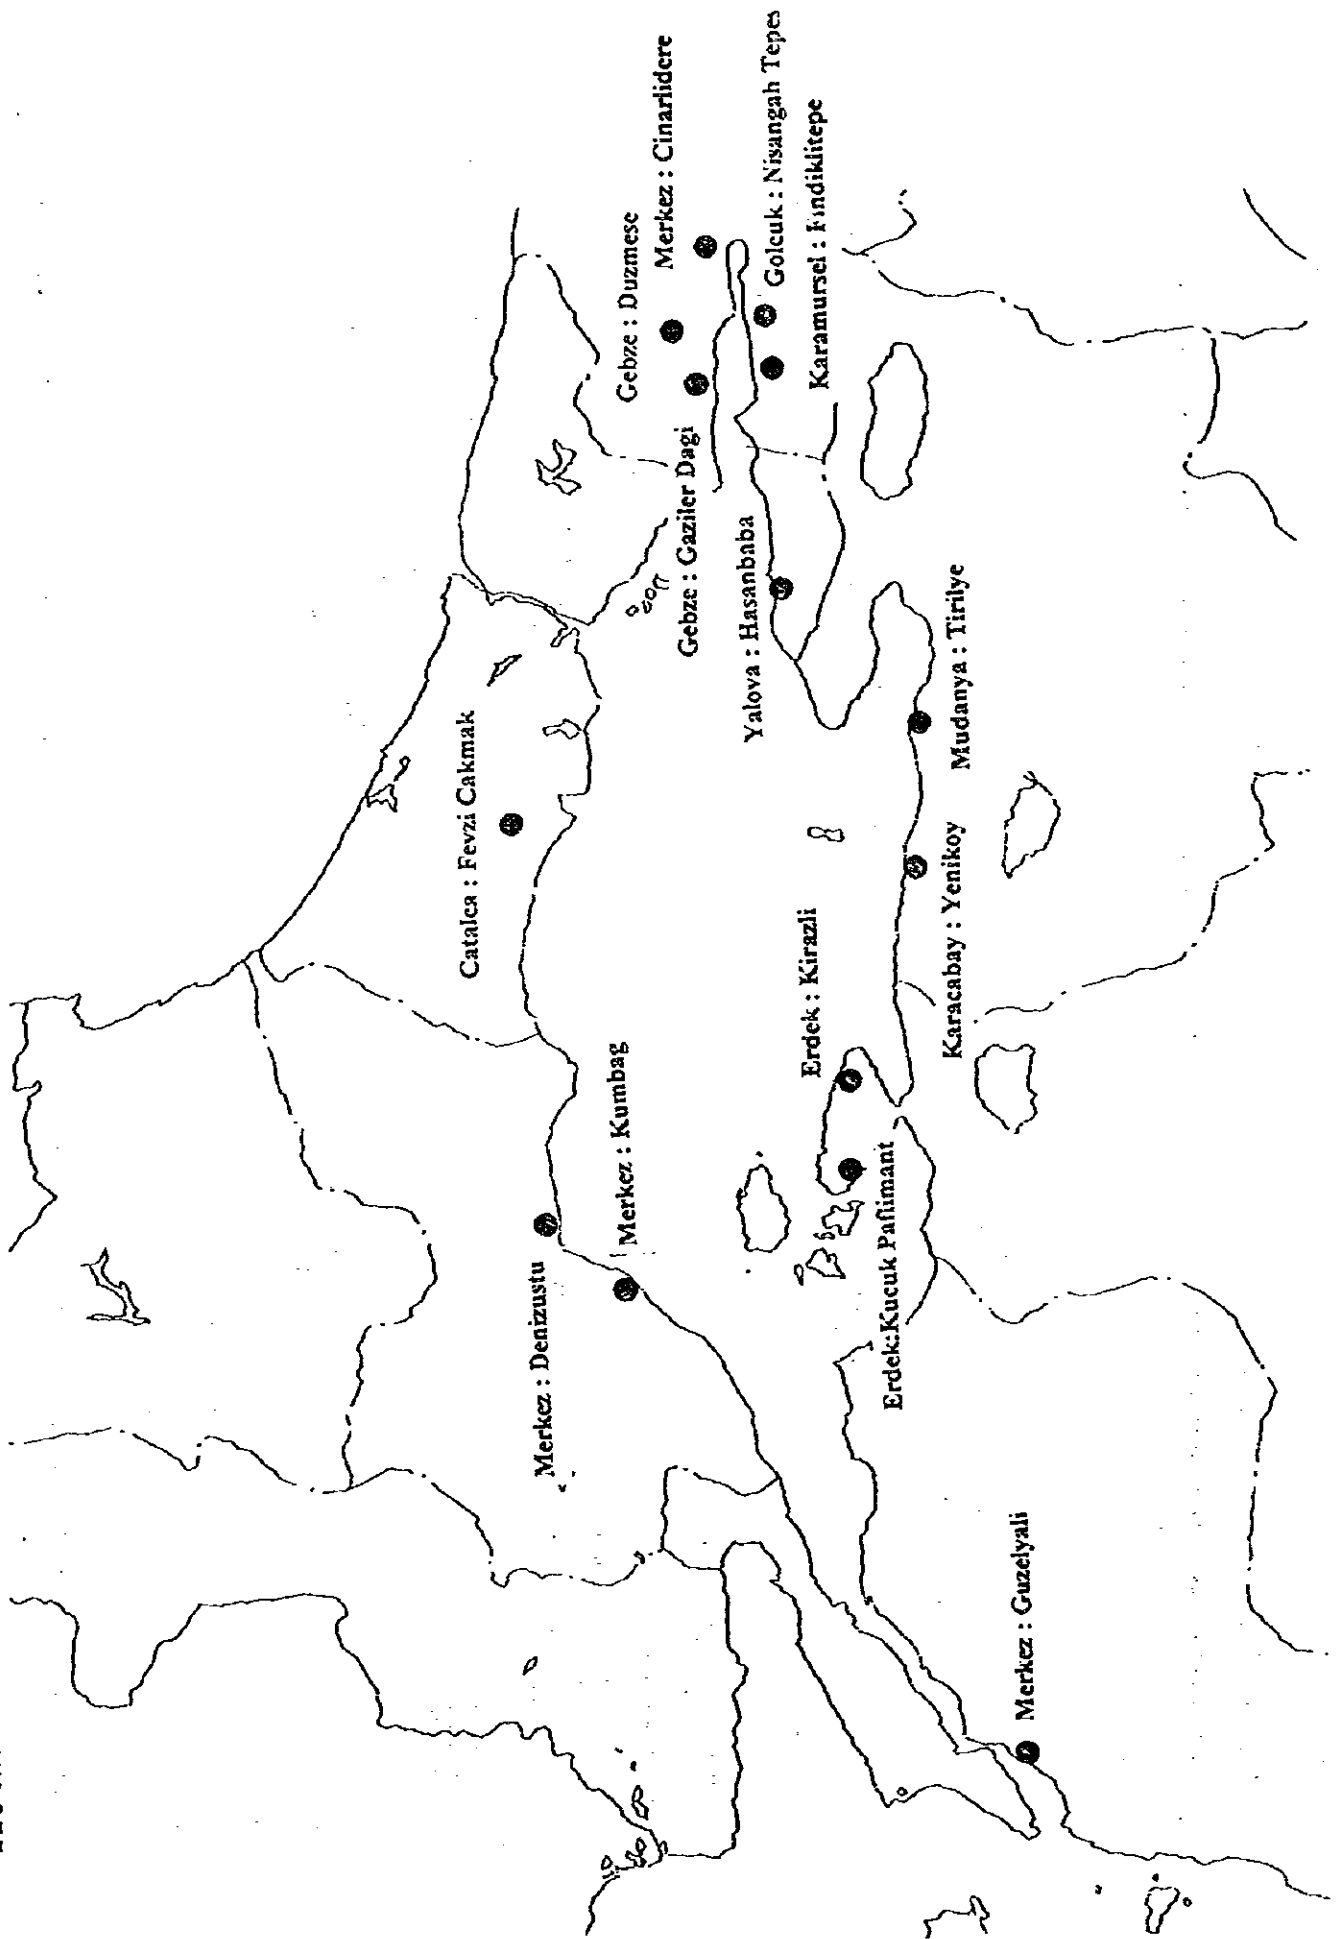 Merkez : Cinarlidere
Gebze : Duzmese
Golcuk : Nisangah Tepes
Karamursel : Findiklitepe
Gebze : Gaziler Dagi
Yalova : Hasanbaba
Mudanya : Tirilye
Catalca : Fevzi Cakmak
Karacabay : Yenikoy
Erdek : Kirazli
Merkez : Kumbag
Erdek:Kucuk Paflimant
Merkez : Denizustu
Merkez : Guzelyali